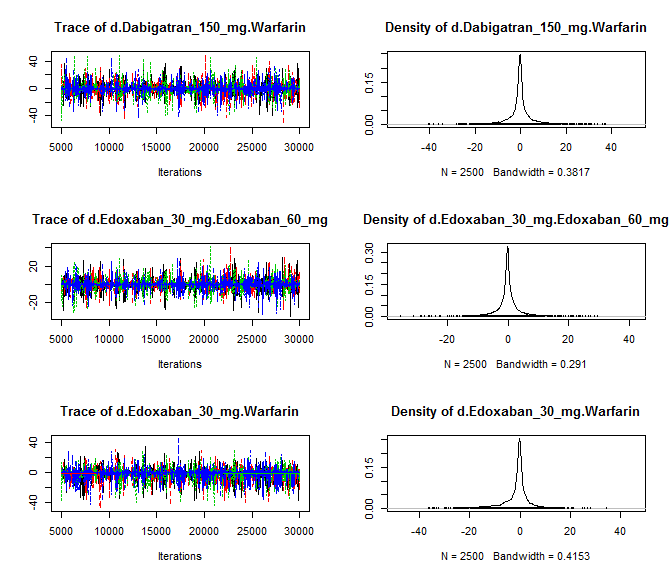 Trace of d.Dabigatran_150_mg.Warfarin
-40 0 40
5000 10000 15000 20000 25000 30000
Iterations
Density of d.Dabigatran_150_mg.Warfarin
0.00 0.15
-40 -20 0 20 40
N = 2500 Bandwidth = 0.3817
Trace of d.Edoxaban_30_mg.Edoxaban_60_mg
-20 0 20
5000 10000 15000 20000 25000 30000
Iterations
Density of d.Edoxaban_30_mg.Edoxaban_60_mg
0.00 0.15 0.30
-20 0 20 40
N = 2500 Bandwidth = 0.291
Trace of d.Edoxaban_30_mg.Warfarin
-40 0 40
5000 10000 15000 20000 25000 30000
Iterations
Density of d.Edoxaban_30_mg.Warfarin
0.00 0.15
-40 -20 0 20 40
N = 2500 Bandwidth = 0.4153